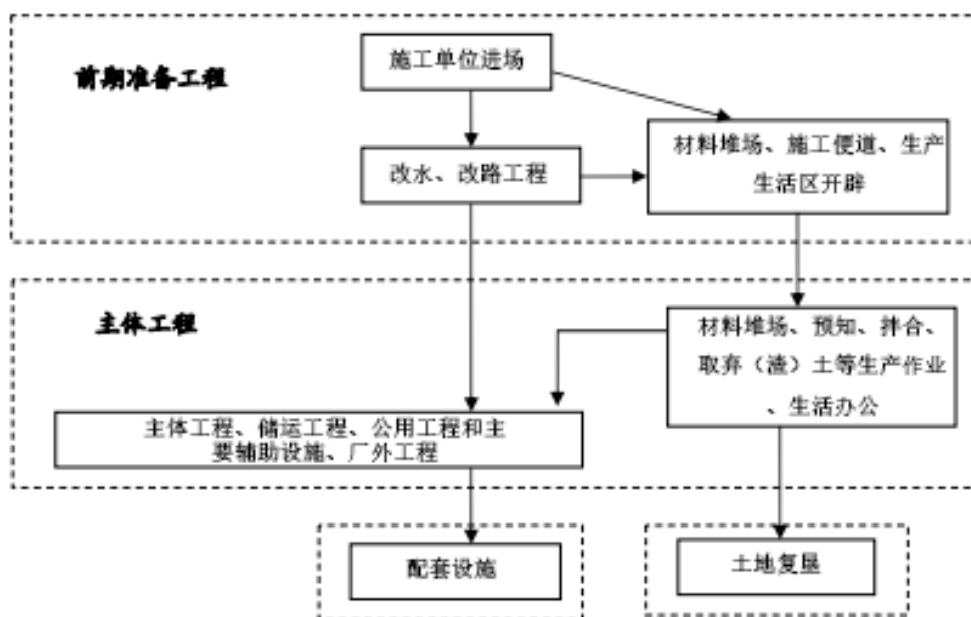 施工单位进场
前期准备工程
材料堆场、施工便道、生产
生活区开辟
改水、改路工程
主体工程
材料堆场、预知、拌合、
取弃（渣）土等生产作业
、生活办公
主体工程、储运工程、公用工程和主
要辅助设施、厂外工程
配套设施
土地复垦